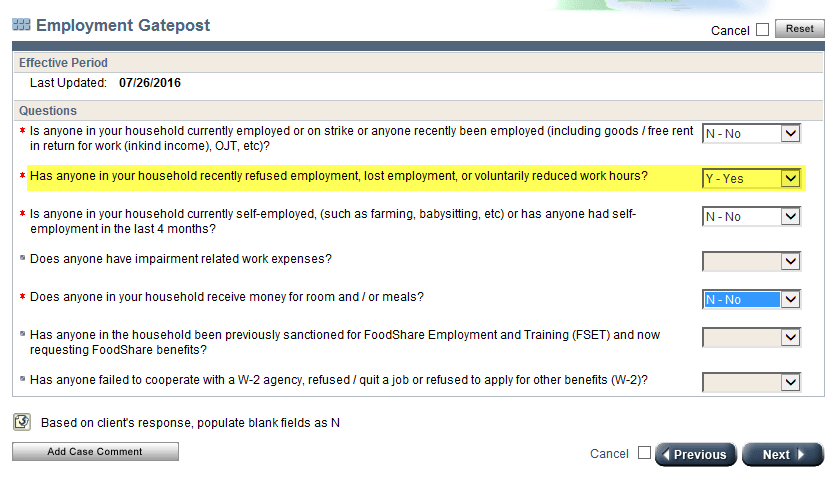 Employment Gatepost
Cancel Reset
Effective Period
Last Updated: 07/26/2016
Questions
* Is anyone in your household currently employed or on strike or anyone recently been employed (including goods / free rent N - No
in return for work (inkind income), OJT, etc)?
* Has anyone in your household recently refused employment, lost employment, or voluntarily reduced work hours? Y - Yes
* Is anyone in your household currently self-employed, (such as farming, babysitting, etc) or has anyone had self- N - No
employment in the last 4 months?
Does anyone have impairment related work expenses?
* Does anyone in your household receive money for room and / or meals? N - No
Has anyone in the household been previously sanctioned for FoodShare Employment and Training (FSET) and now
requesting FoodShare benefits?
Has anyone failed to cooperate with a W-2 agency, refused / quit a job or refused to apply for other benefits (W-2)?
Based on client's response, populate blank fields as N
Add Case Comment Cancel Previous Next